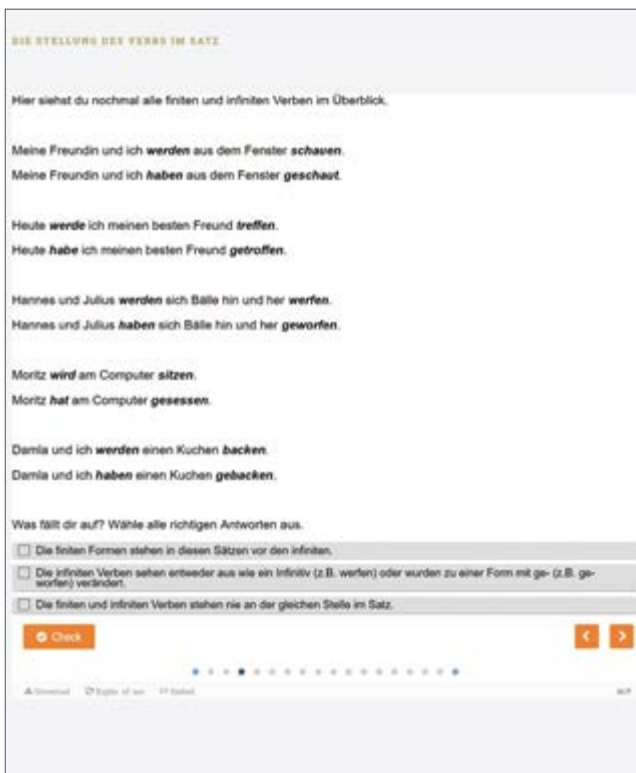 DIE STELLUNG DES VERBS IM SATZ
Hier siehst du nochmal alle finiten und infiniten Verben im Überblick.
Meine Freundin und ich werden aus dem Fenster schauen.
Meine Freundin und ich haben aus dem Fenster geschaut.
Heute werde ich meinen besten Freund treffen.
Heute habe ich meinen besten Freund getroffen.
Hannes und Julius werden sich Bälle hin und her werfen.
Hannes und Julius haben sich Bälle hin und her geworfen.
Moritz wird am Computer sitzen.
Moritz hat am Computer gesessen.
Damla und ich werden einen Kuchen backen.
Damla und ich haben einen Kuchen gebacken.
Was fällt dir auf? Wähle alle richtigen Antworten aus.
Die finiten Formen stehen in diesen Sätzen vor den infiniten.
Die infiniten Verben sehen entweder aus wie ein Infinitiv (z.B. werfen) oder wurden zu einer Form mit ge- (z.B. ge-
worfen) verändert.
Die finiten und infiniten Verben stehen nie an der gleichen Stelle im Satz.
Check
Download Rights of use Embed